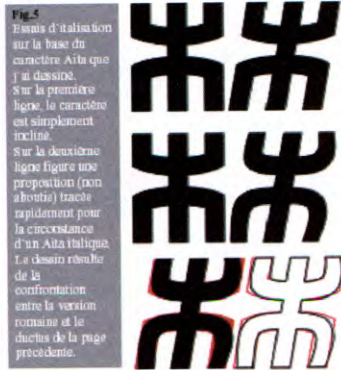 Fig.5
Essais d'italisation
sur la base du
caractère Aita que
j'ai dessiné.
Sur la première
ligne, le caractère
est simplement
incliné.
Sur la deuxième
ligne figure une
proposition (non
aboutie) tracée
rapidement pour
la circonstance
d'un Aita italique.
Le dessin résulte
de la
confrontation
entre la version
romaine et le
ductus de la page
précédente.
ⵣ ⵣ
ⵣ ⵣ
ⵣ ⵣ